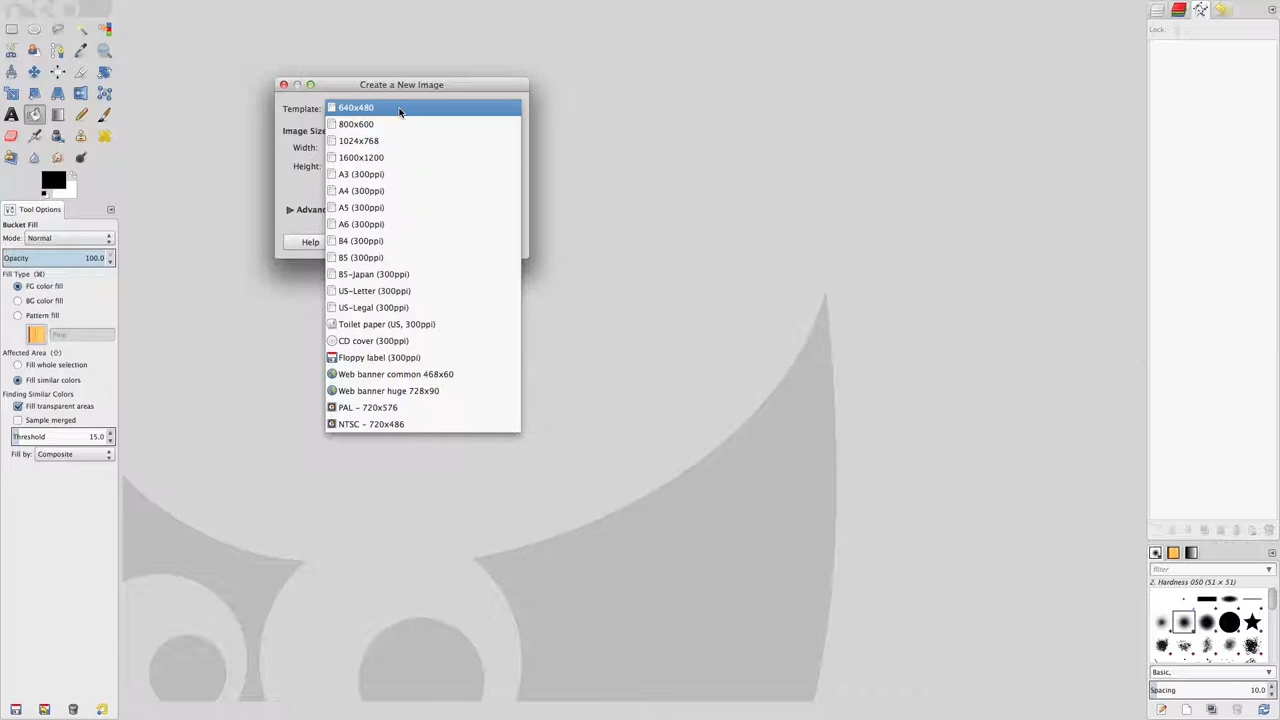 Create a New Image
Template:
640x480
800x600
Image Siz
1024x768
Width:
1600x1200
Height:
A3 (300ppi)
A4 (300ppi)
Advan
A5 (300ppi)
A6 (300ppi)
Help
B4 (300ppi)
B5 (300ppi)
B5-Japan (300ppi)
US-Letter (300ppi)
US-Legal (300ppi)
Toilet paper (US, 300ppi)
CD cover (300ppi)
Floppy label (300ppi)
Web banner common 468x60
Web banner huge 728x90
PAL - 720x576
NTSC - 720x486
Tool Options
Bucket Fill
Mode: Normal
Opacity 100.0
Fill Type (⌘)
FG color fill
BG color fill
Pattern fill
Pine
Affected Area (⇧)
Fill whole selection
Fill similar colors
Finding Similar Colors
Fill transparent areas
Sample merged
Threshold 15.0
Fill by: Composite
Lock:
filter
2. Hardness 050 (51 × 51)
Basic,
Spacing 10.0